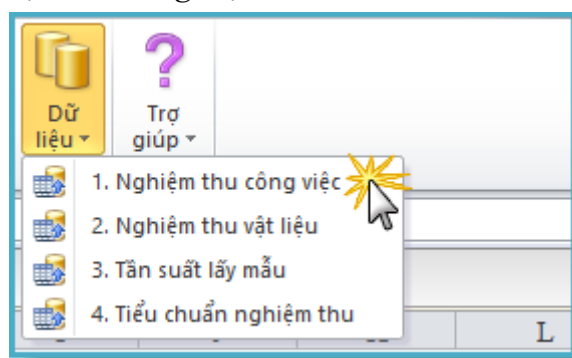 Dữ
liệu
Trợ
giúp
1. Nghiệm thu công việc
2. Nghiệm thu vật liệu
3. Tần suất lấy mẫu
4. Tiểu chuẩn nghiệm thu
L